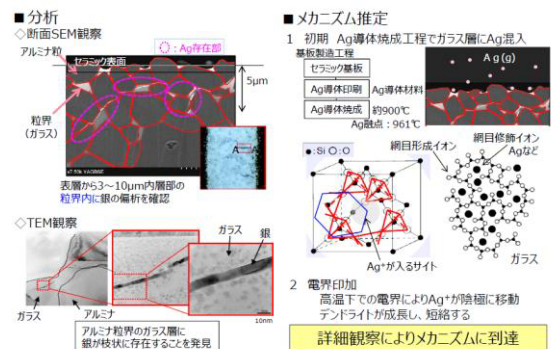 ■分析
◇断面SEM観察
アルミナ粒
セラミック表面
:Ag存在部
5μm
粒界
(ガラス)
A
A'
表層から3~10μm内層部の
粒界内に銀の偏析を確認
◇TEM観察
ガラス
銀
ガラス
アルミナ
10nm
アルミナ粒界のガラス層に
銀が枝状に存在することを発見
■メカニズム推定
1 初期 Ag導体焼成工程でガラス層にAg混入
基板製造工程
セラミック基板
Ag導体印刷
Ag導体材料
Ag導体焼成
約900℃
Ag融点:961℃
Ag(g)
●:Si ○:O
網目形成イオン
網目修飾イオン
Agなど
Ag⁺が入るサイト
ガラス
2 電界印加
高温下での電界によりAg⁺が陰極に移動
デンドライトが成長し、短絡する
詳細観察によりメカニズムに到達